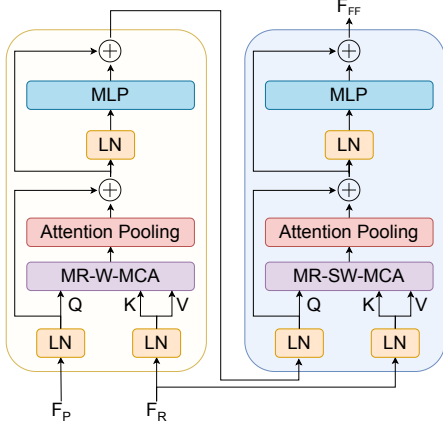 F_FF
MLP
LN
Attention Pooling
MR-W-MCA
Q K V
LN LN
F_P F_R
MLP
LN
Attention Pooling
MR-SW-MCA
Q K V
LN LN